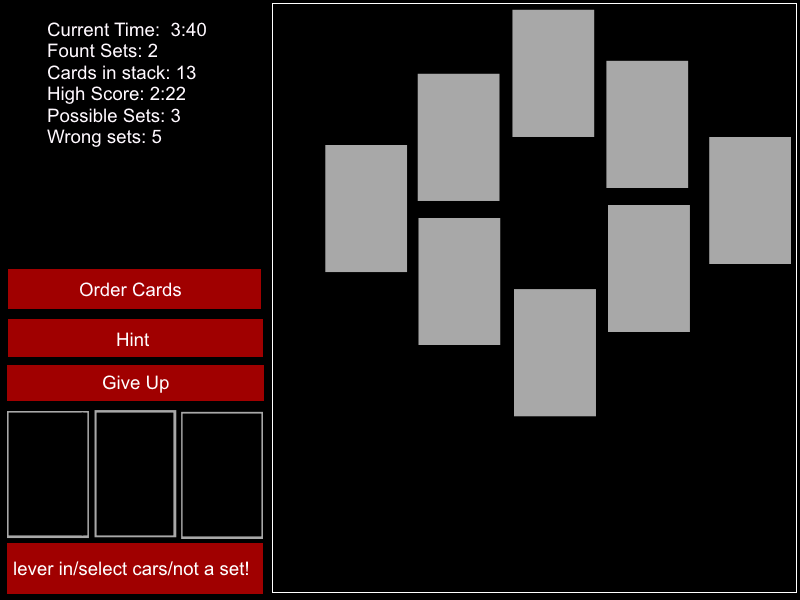 Current Time:  3:40
Fount Sets: 2
Cards in stack: 13
High Score: 2:22
Possible Sets: 3
Wrong sets: 5
Order Cards
Hint
Give Up
lever in/select cars/not a set!